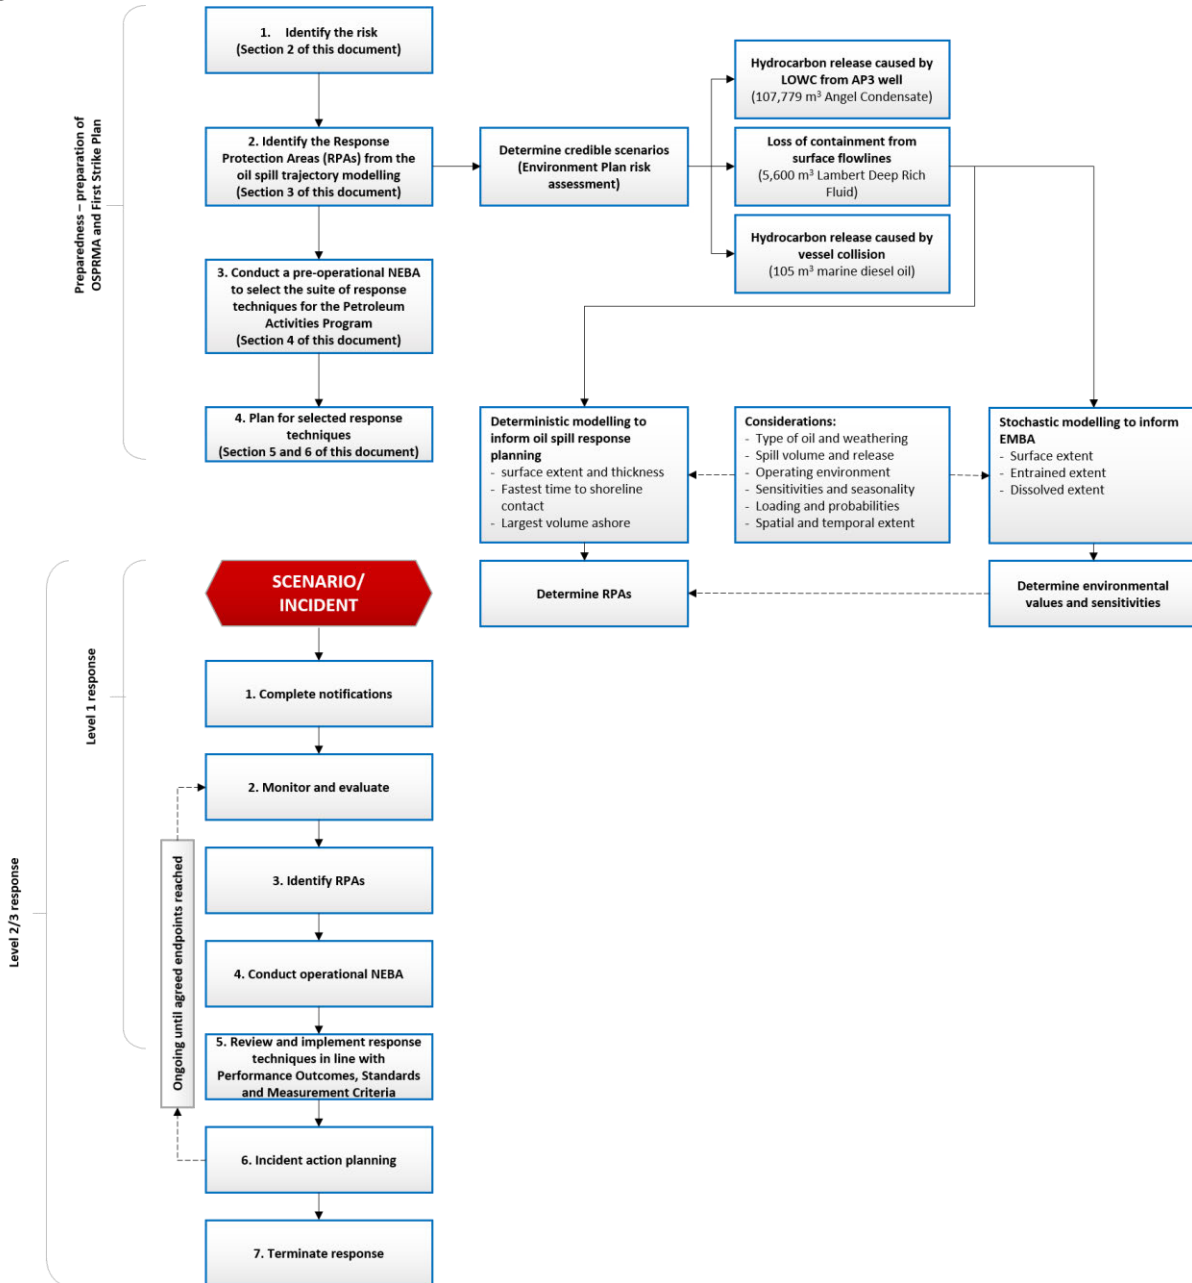 Preparedness – preparation of
OSPRMA and First Strike Plan
1. Identify the risk
(Section 2 of this document)
2. Identify the Response
Protection Areas (RPAs) from the
oil spill trajectory modelling
(Section 3 of this document)
3. Conduct a pre-operational NEBA
to select the suite of response
techniques for the Petroleum
Activities Program
(Section 4 of this document)
4. Plan for selected response
techniques
(Section 5 and 6 of this document)
Determine credible scenarios
(Environment Plan risk
assessment)
Hydrocarbon release caused by
LOWC from AP3 well
(107,779 m³ Angel Condensate)
Loss of containment from
surface flowlines
(5,600 m³ Lambert Deep Rich
Fluid)
Hydrocarbon release caused by
vessel collision
(105 m³ marine diesel oil)
Deterministic modelling to
inform oil spill response
planning
- surface extent and thickness
- Fastest time to shoreline
contact
- Largest volume ashore
Considerations:
- Type of oil and weathering
- Spill volume and release
- Operating environment
- Sensitivities and seasonality
- Loading and probabilities
- Spatial and temporal extent
Stochastic modelling to inform
EMBA
- Surface extent
- Entrained extent
- Dissolved extent
Determine RPAs
Determine environmental
values and sensitivities
Level 2/3 response
Level 1 response
SCENARIO/
INCIDENT
1. Complete notifications
2. Monitor and evaluate
3. Identify RPAs
4. Conduct operational NEBA
5. Review and implement response
techniques in line with
Performance Outcomes, Standards
and Measurement Criteria
6. Incident action planning
7. Terminate response
Ongoing until agreed endpoints reached